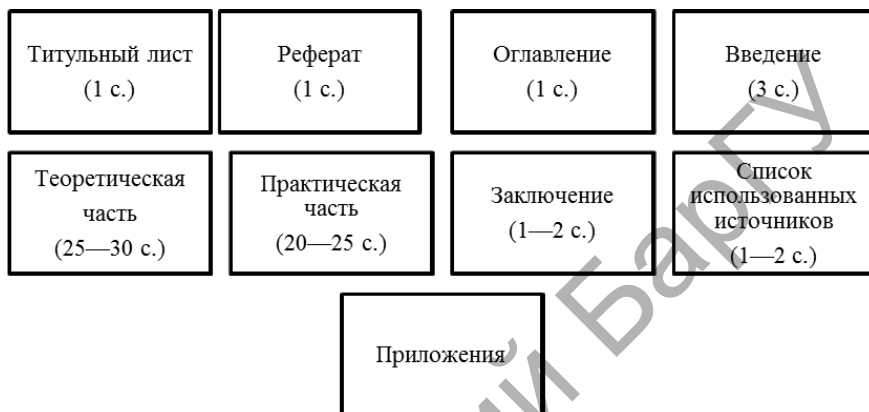 Титульный лист
(1 с.)
Реферат
(1 с.)
Оглавление
(1 с.)
Введение
(3 с.)
Теоретическая
часть
(25—30 с.)
Практическая
часть
(20—25 с.)
Заключение
(1—2 с.)
Список
использованных
источников
(1—2 с.)
Приложения
БарГУ